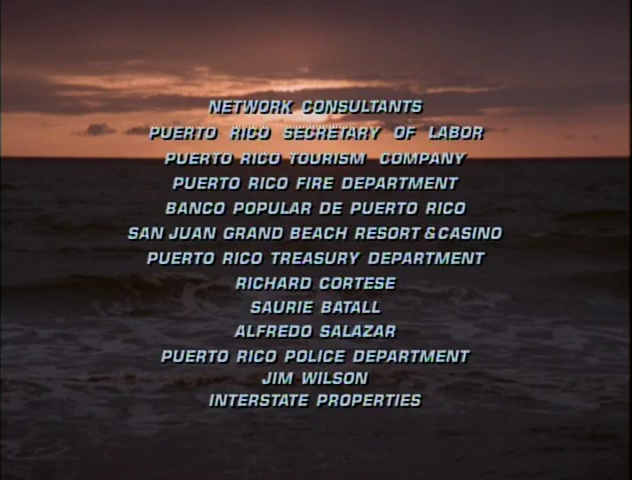 NETWORK CONSULTANTS
PUERTO RICO SECRETARY OF LABOR
PUERTO RICO TOURISM COMPANY
PUERTO RICO FIRE DEPARTMENT
BANCO POPULAR DE PUERTO RICO
SAN JUAN GRAND BEACH RESORT & CASINO
PUERTO RICO TREASURY DEPARTMENT
RICHARD CORTESE
SAURIE BATALL
ALFREDO SALAZAR
PUERTO RICO POLICE DEPARTMENT
JIM WILSON
INTERSTATE PROPERTIES